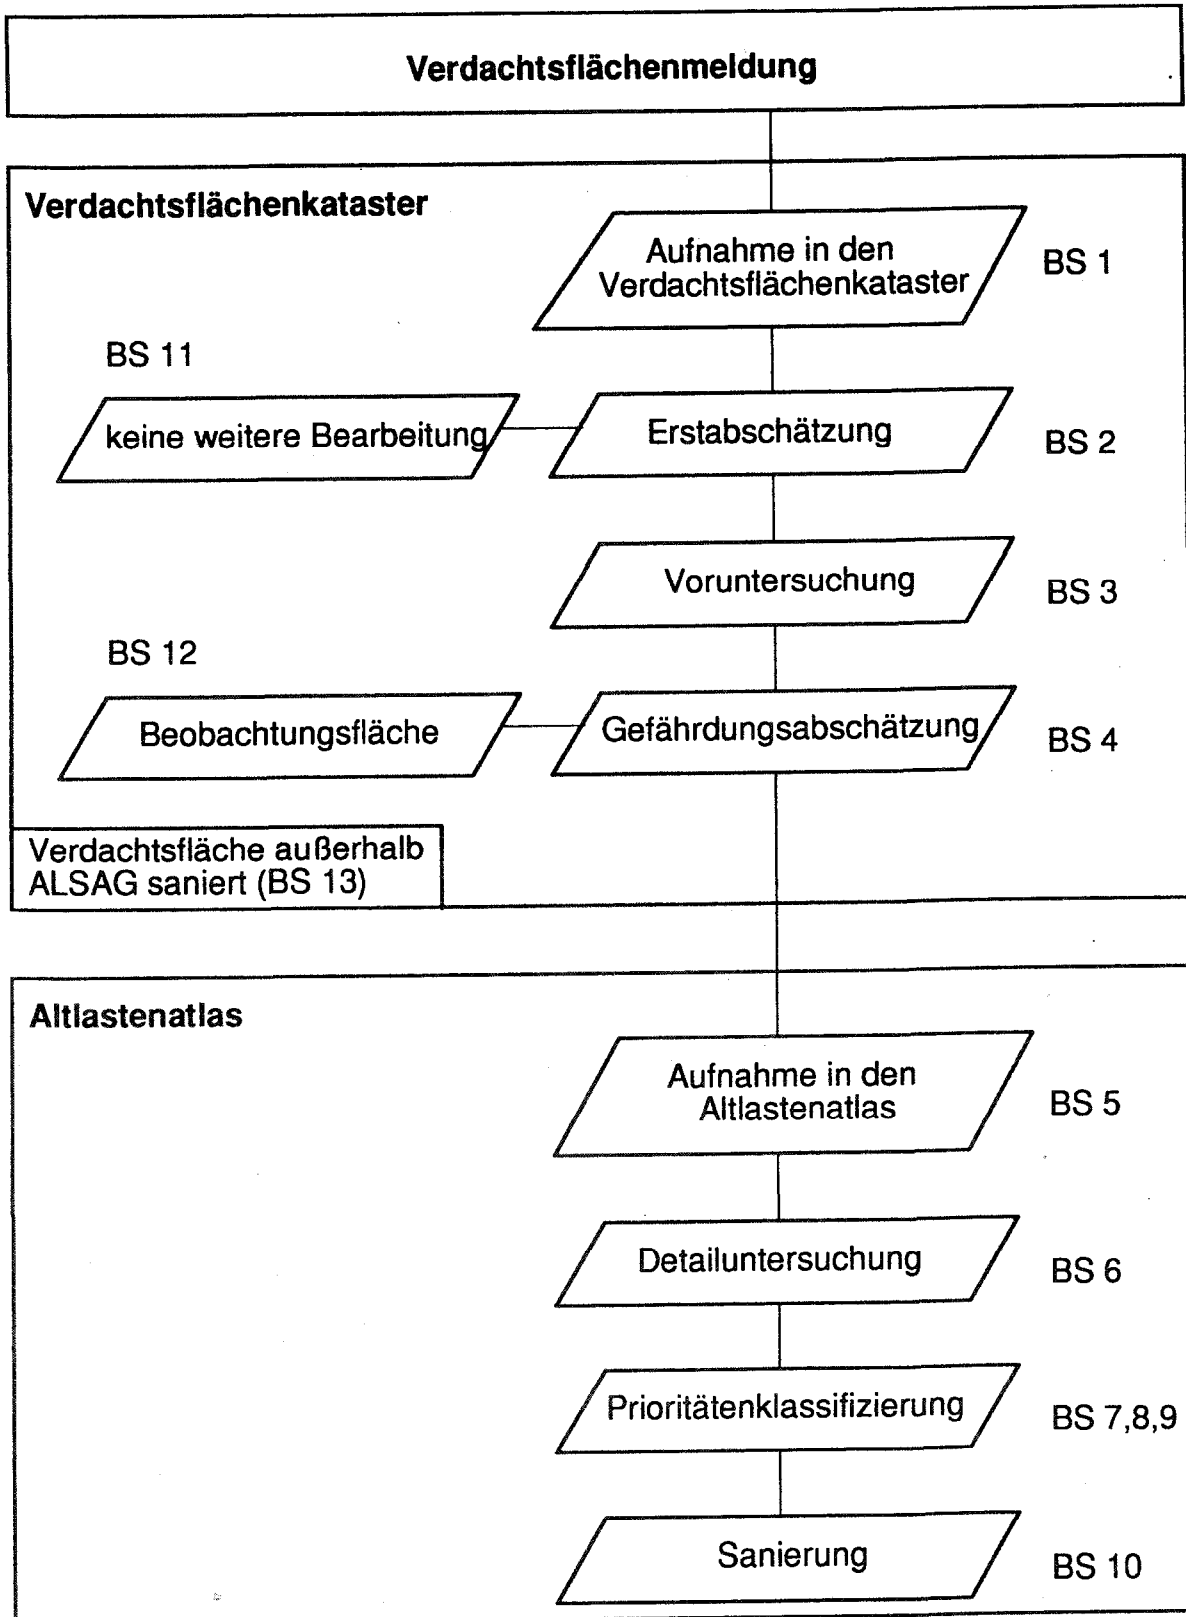 Verdachtsflächenmeldung
Verdachtsflächenkataster
Aufnahme in den
Verdachtsflächenkataster
BS 1
BS 11
keine weitere Bearbeitung
Erstabschätzung
BS 2
Voruntersuchung
BS 3
BS 12
Beobachtungsfläche
Gefährdungsabschätzung
BS 4
Verdachtsfläche außerhalb
ALSAG saniert (BS 13)
Altlastenatlas
Aufnahme in den
Altlastenatlas
BS 5
Detailuntersuchung
BS 6
Prioritätenklassifizierung
BS 7,8,9
Sanierung
BS 10